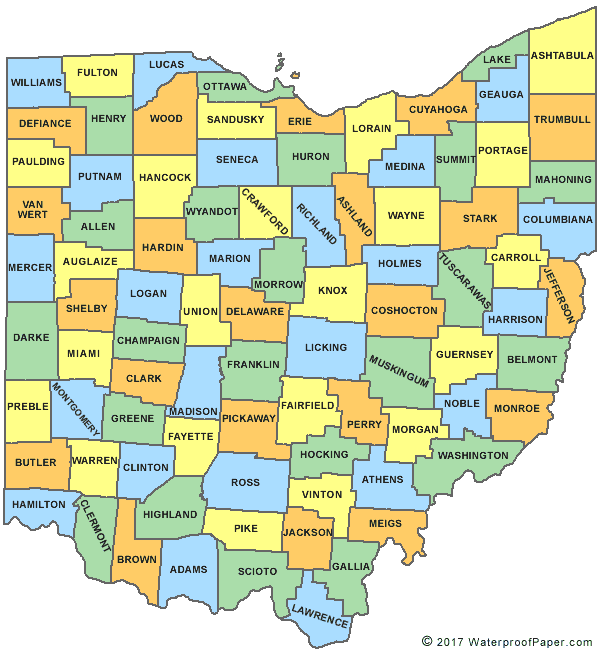 LAKE
ASHTABULA
LUCAS
FULTON
WILLIAMS
OTTAWA
GEAUGA
CUYAHOGA
WOOD
HENRY
SANDUSKY
ERIE
LORAIN
TRUMBULL
DEFIANCE
PORTAGE
SUMMIT
MEDINA
HURON
SENECA
PAULDING
PUTNAM
HANCOCK
MAHONING
VAN
WERT
WYANDOT
CRAWFORD
RICHLAND
ASHLAND
WAYNE
STARK
COLUMBIANA
ALLEN
HARDIN
MARION
AUGLAIZE
MERCER
MORROW
HOLMES
TUSCARAWAS
CARROLL
JEFFERSON
LOGAN
SHELBY
UNION
DELAWARE
KNOX
COSHOCTON
HARRISON
DARKE
CHAMPAIGN
MIAMI
LICKING
GUERNSEY
BELMONT
FRANKLIN
MUSKINGUM
CLARK
PREBLE
MONTGOMERY
GREENE
MADISON
PICKAWAY
FAIRFIELD
PERRY
NOBLE
MONROE
MORGAN
FAYETTE
BUTLER
WARREN
CLINTON
HOCKING
WASHINGTON
ROSS
ATHENS
HAMILTON
CLERMONT
HIGHLAND
VINTON
PIKE
JACKSON
MEIGS
BROWN
ADAMS
SCIOTO
GALLIA
LAWRENCE
© 2017 WaterproofPaper.com